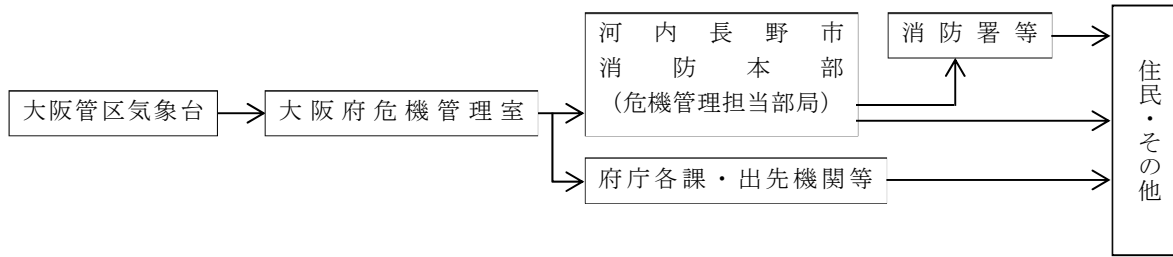 大阪管区気象台
大阪府危機管理室
河内長野市
消防本部
（危機管理担当部局）
消防署等
府庁各課・出先機関等
住民・その他